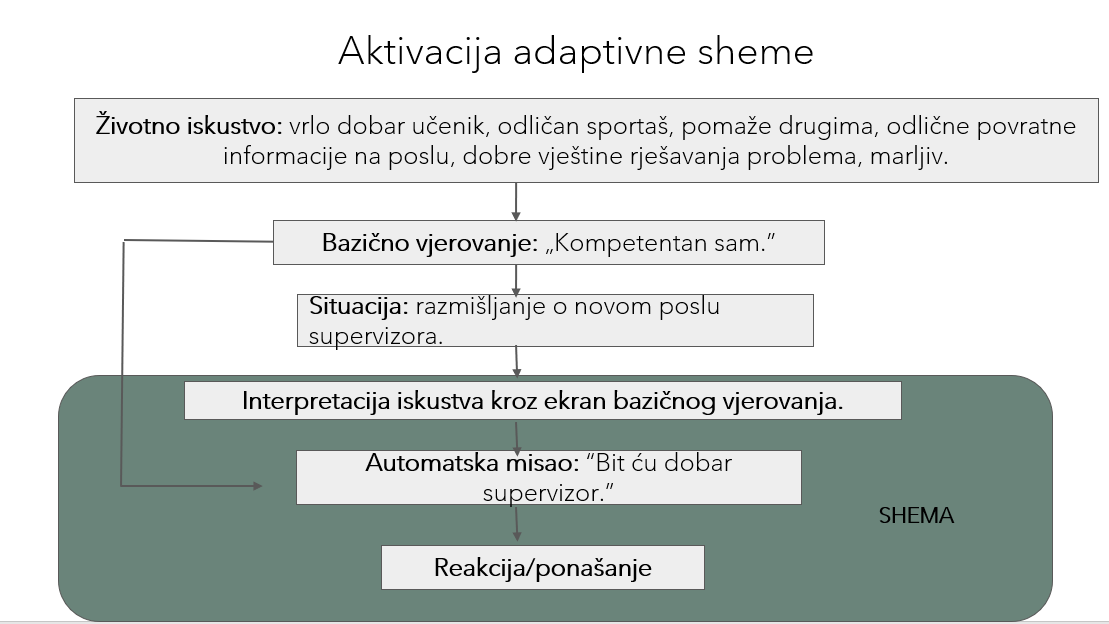 Aktivacija adaptivne sheme
Životno iskustvo: vrlo dobar učenik, odličan sportaš, pomaže drugima, odlične povratne
informacije na poslu, dobre vještine rješavanja problema, marljiv.
Bazično vjerovanje: „Kompetentan sam.”
Situacija: razmišljanje o novom poslu
supervizora.
Interpretacija iskustva kroz ekran bazičnog vjerovanja.
Automatska misao: “Bit ću dobar
supervizor.”
SHEMA
Reakcija/ponašanje